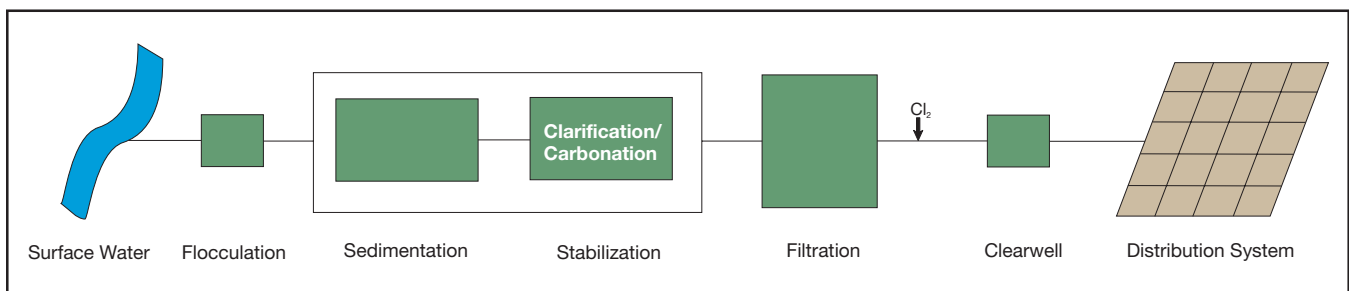 Clarification/
Carbonation
Cl₂
Surface Water
Flocculation
Sedimentation
Stabilization
Filtration
Clearwell
Distribution System